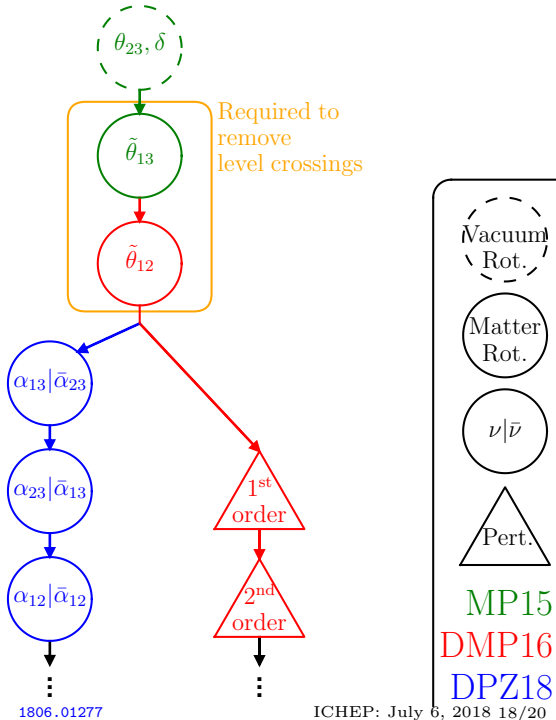 θ₂₃, δ
Required to
remove
level crossings
θ̃₁₃
θ̃₁₂
α₁₃|ᾱ₂₃
α₂₃|ᾱ₁₃
α₁₂|ᾱ₁₂
1st
order
2nd
order
Vacuum
Rot.
Matter
Rot.
ν|ν̄
Pert.
MP15
DMP16
DPZ18
1806.01277
ICHEP: July 6, 2018 18/20